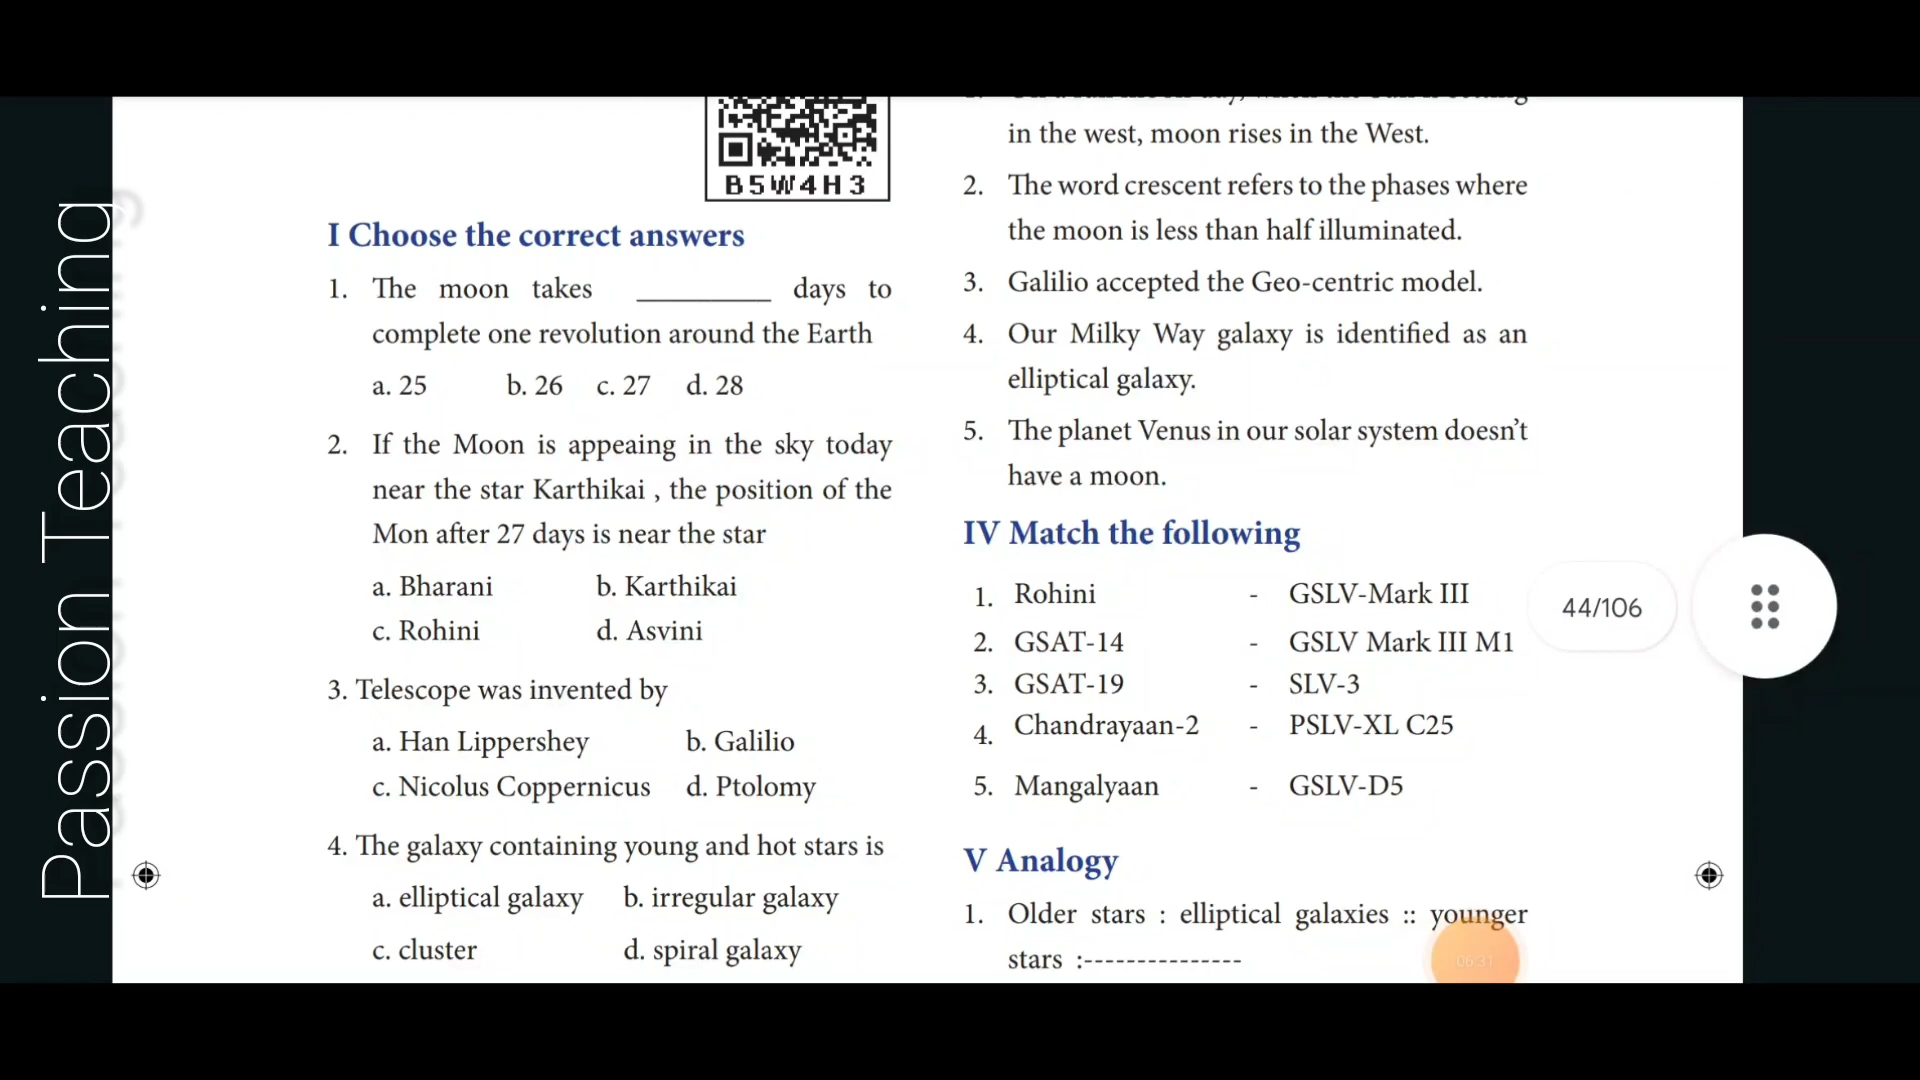 Passion Teaching
B5W4H3
I Choose the correct answers
1. The moon takes _________ days to
complete one revolution around the Earth
a. 25 b. 26 c. 27 d. 28
2. If the Moon is appeaing in the sky today
near the star Karthikai , the position of the
Mon after 27 days is near the star
a. Bharani b. Karthikai
c. Rohini d. Asvini
3. Telescope was invented by
a. Han Lippershey b. Galilio
c. Nicolus Coppernicus d. Ptolomy
4. The galaxy containing young and hot stars is
a. elliptical galaxy b. irregular galaxy
c. cluster d. spiral galaxy
in the west, moon rises in the West.
2. The word crescent refers to the phases where
the moon is less than half illuminated.
3. Galilio accepted the Geo-centric model.
4. Our Milky Way galaxy is identified as an
elliptical galaxy.
5. The planet Venus in our solar system doesn’t
have a moon.
IV Match the following
1. Rohini - GSLV-Mark III
2. GSAT-14 - GSLV Mark III M1
3. GSAT-19 - SLV-3
4. Chandrayaan-2 - PSLV-XL C25
5. Mangalyaan - GSLV-D5
V Analogy
1. Older stars : elliptical galaxies :: younger
stars :---------------
44/106
06:31